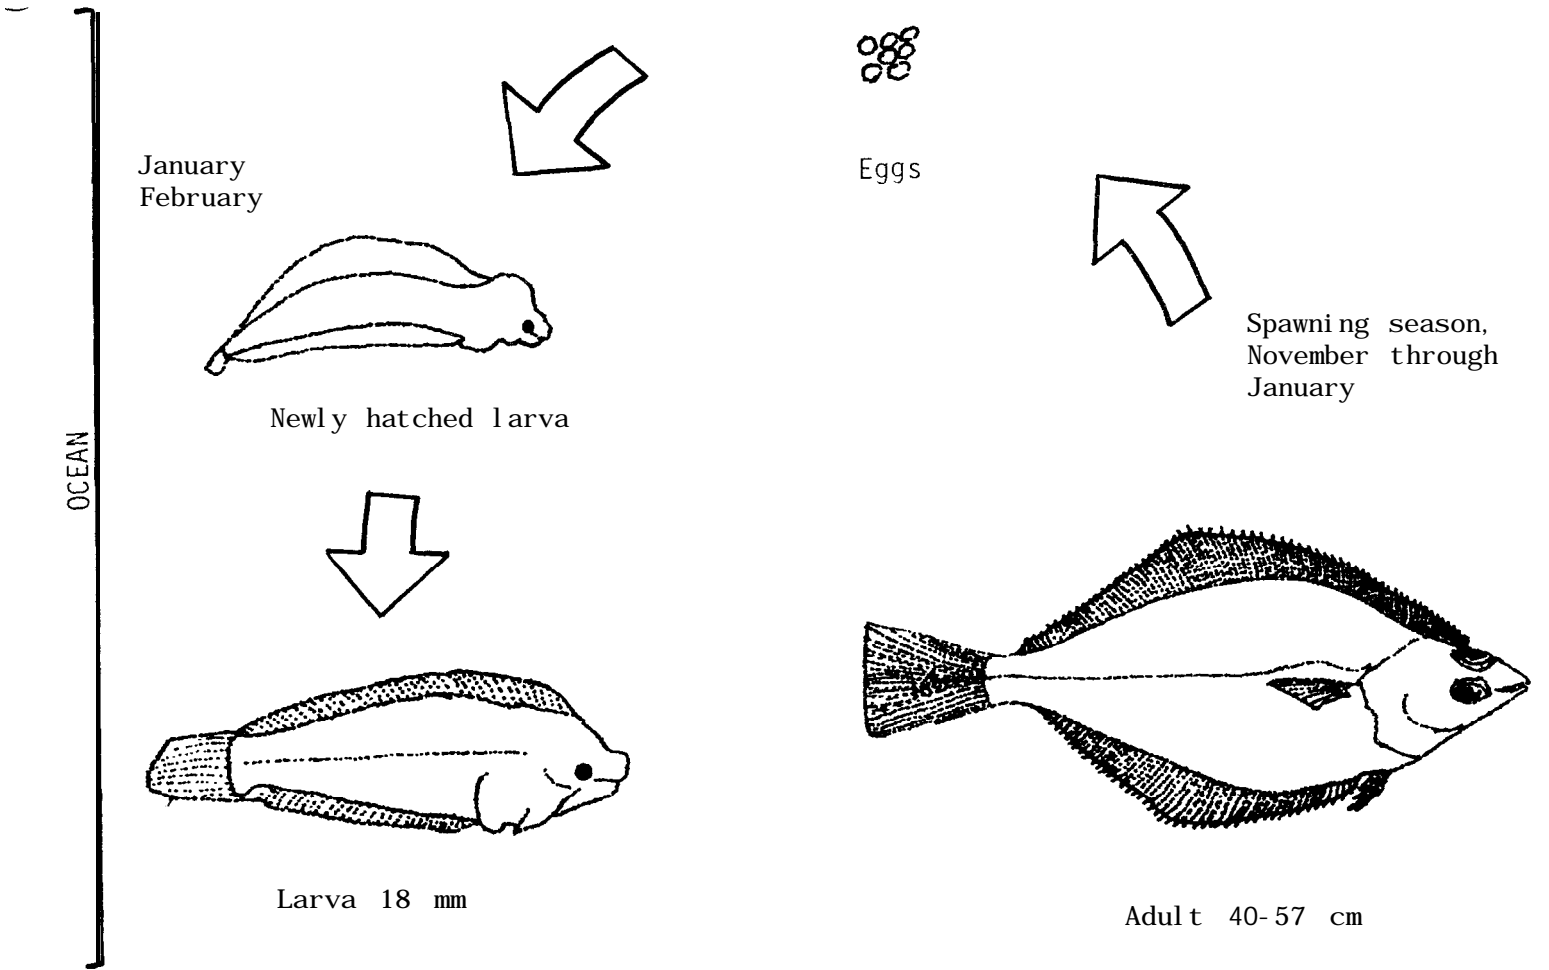 January
February
Eggs
Spawning season,
November through
January
Newly hatched larva
OCEAN
Larva 18 mm
Adult 40-57 cm